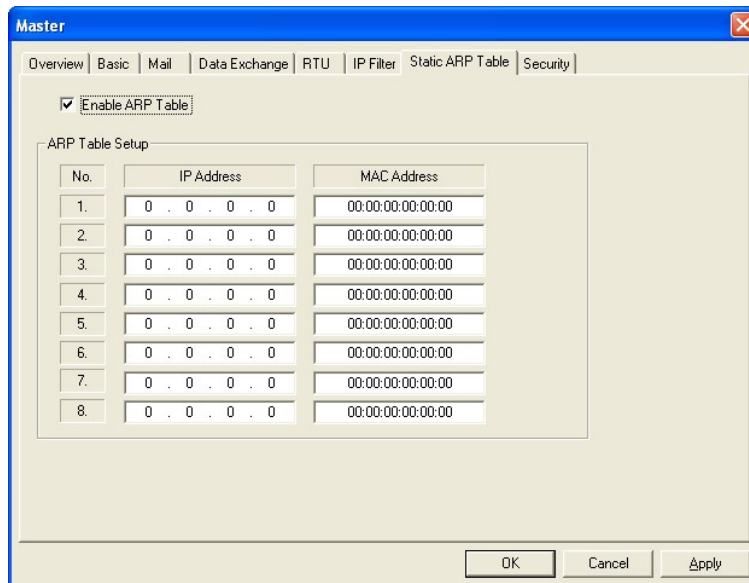 Master
Overview Basic Mail Data Exchange RTU IP Filter Static ARP Table Security
Enable ARP Table
ARP Table Setup
No. IP Address MAC Address
1. 0 . 0 . 0 . 0 00:00:00:00:00:00
2. 0 . 0 . 0 . 0 00:00:00:00:00:00
3. 0 . 0 . 0 . 0 00:00:00:00:00:00
4. 0 . 0 . 0 . 0 00:00:00:00:00:00
5. 0 . 0 . 0 . 0 00:00:00:00:00:00
6. 0 . 0 . 0 . 0 00:00:00:00:00:00
7. 0 . 0 . 0 . 0 00:00:00:00:00:00
8. 0 . 0 . 0 . 0 00:00:00:00:00:00
OK Cancel Apply